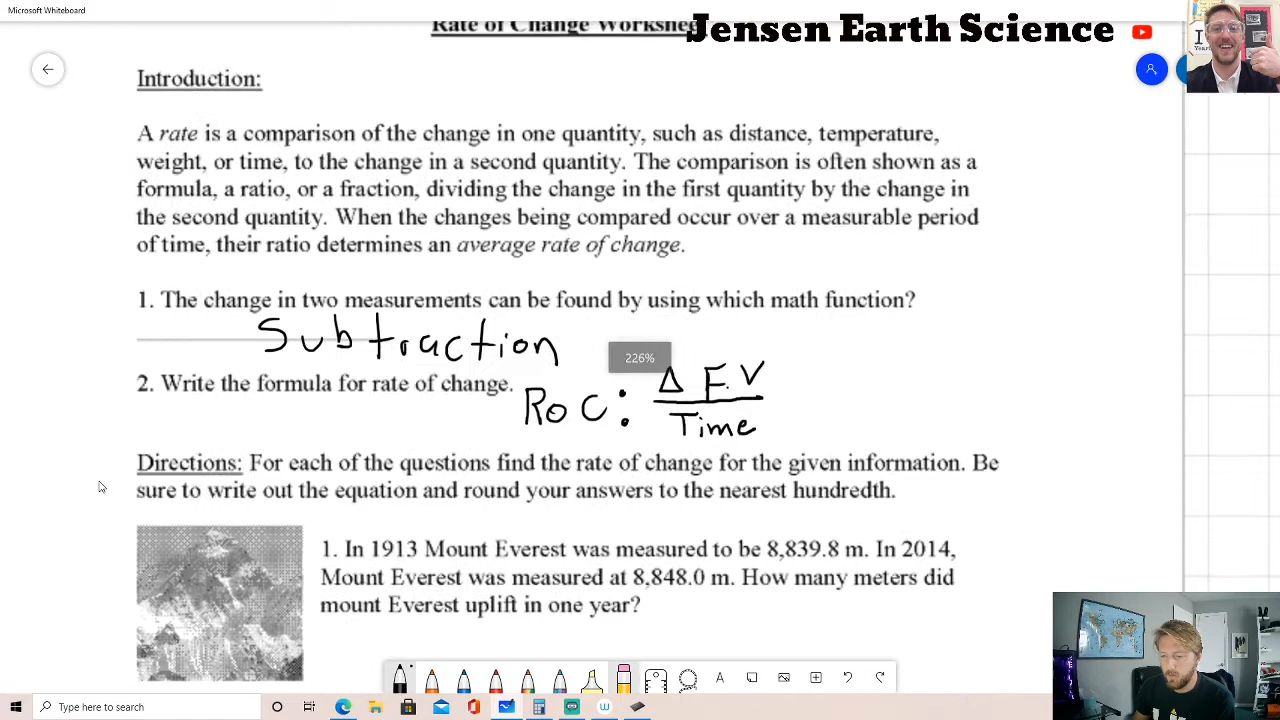 Microsoft Whiteboard
Rate of Change Workshee
Jensen Earth Science
Introduction:
A rate is a comparison of the change in one quantity, such as distance, temperature,
weight, or time, to the change in a second quantity. The comparison is often shown as a
formula, a ratio, or a fraction, dividing the change in the first quantity by the change in
the second quantity. When the changes being compared occur over a measurable period
of time, their ratio determines an average rate of change.
1. The change in two measurements can be found by using which math function?
Subtraction
226%
2. Write the formula for rate of change.
RoC: Δ F.V
Time
Directions: For each of the questions find the rate of change for the given information. Be
sure to write out the equation and round your answers to the nearest hundredth.
1. In 1913 Mount Everest was measured to be 8,839.8 m. In 2014,
Mount Everest was measured at 8,848.0 m. How many meters did
mount Everest uplift in one year?
Type here to search